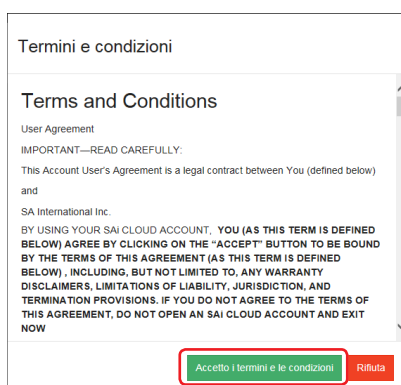 Termini e condizioni
Terms and Conditions
User Agreement
IMPORTANT—READ CAREFULLY:
This Account User's Agreement is a legal contract between You (defined below)
and
SA International Inc.
BY USING YOUR SAi CLOUD ACCOUNT, YOU (AS THIS TERM IS DEFINED
BELOW) AGREE BY CLICKING ON THE “ACCEPT” BUTTON TO BE BOUND
BY THE TERMS OF THIS AGREEMENT (AS THIS TERM IS DEFINED
BELOW) , INCLUDING, BUT NOT LIMITED TO, ANY WARRANTY
DISCLAIMERS, LIMITATIONS OF LIABILITY, JURISDICTION, AND
TERMINATION PROVISIONS. IF YOU DO NOT AGREE TO THE TERMS OF
THIS AGREEMENT, DO NOT OPEN AN SAi CLOUD ACCOUNT AND EXIT
NOW
Accetto i termini e le condizioni Rifiuta